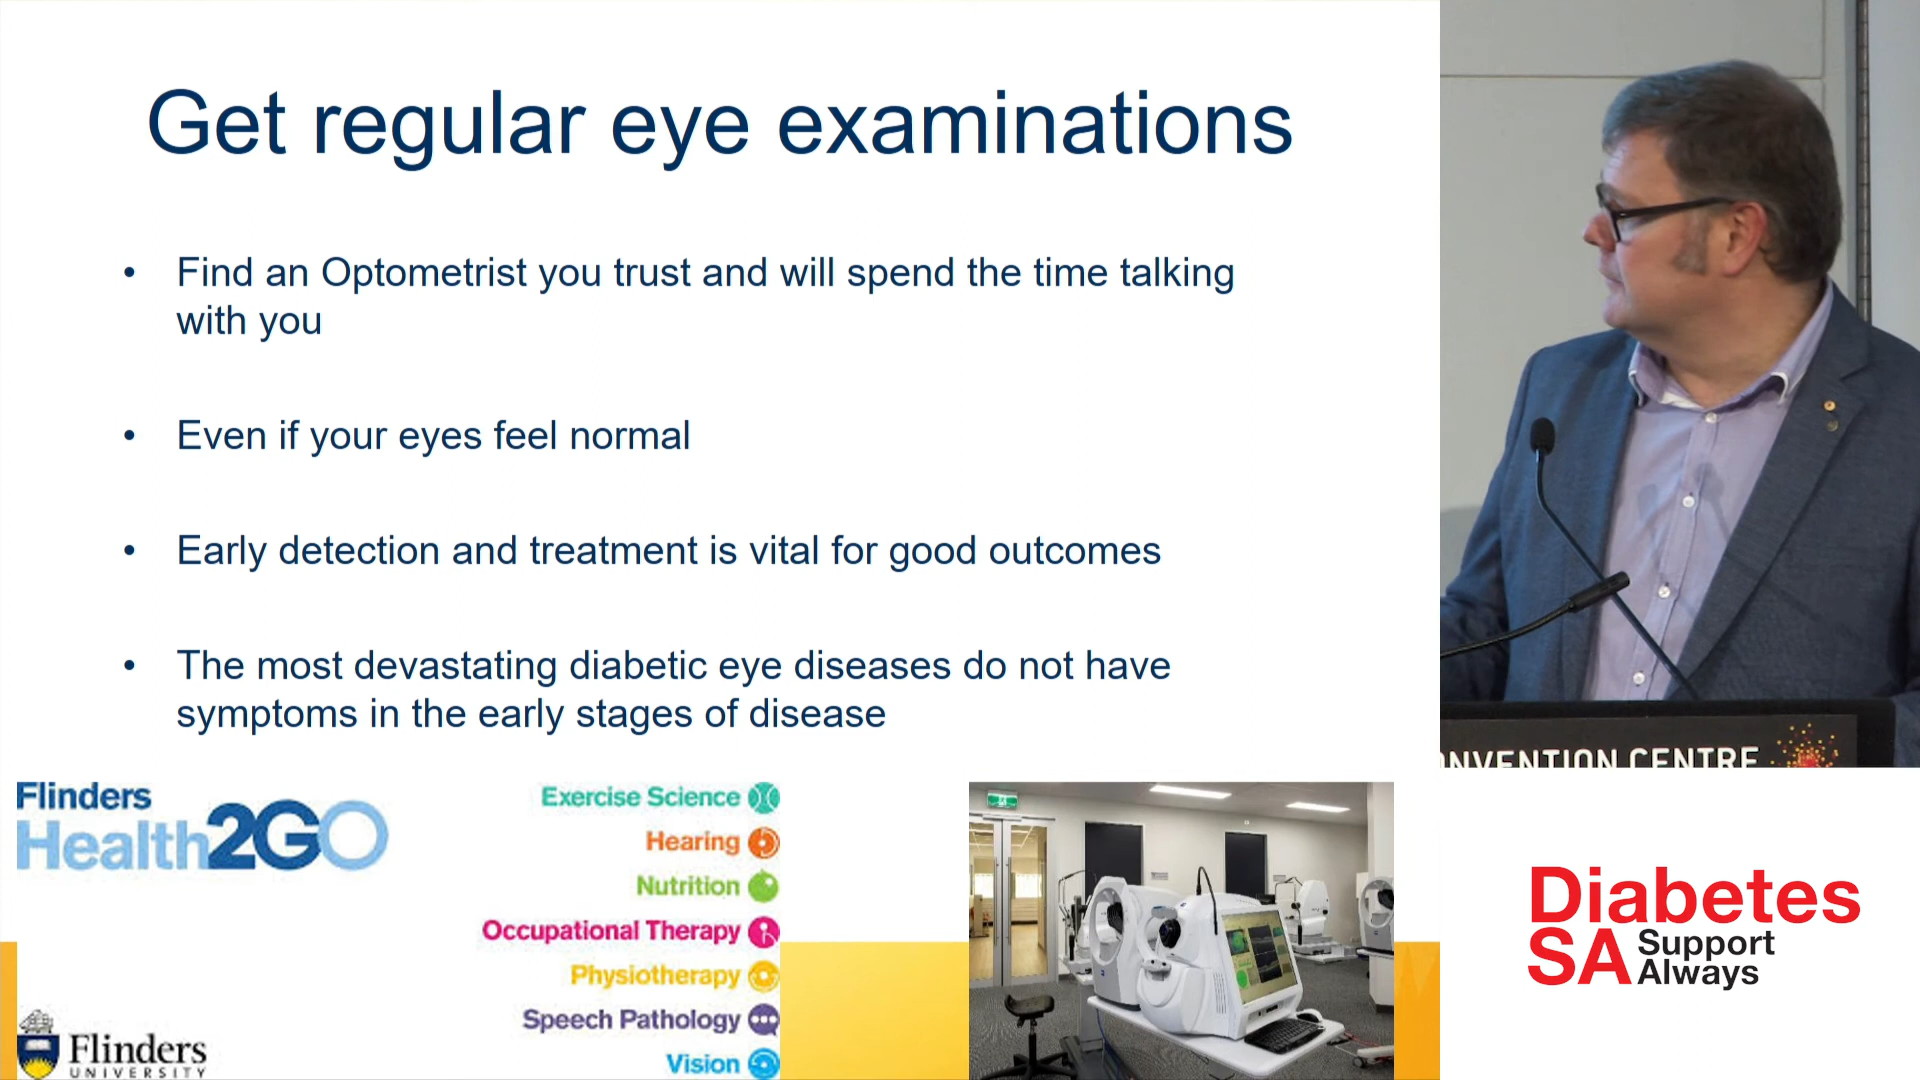 Get regular eye examinations
• Find an Optometrist you trust and will spend the time talking
with you
• Even if your eyes feel normal
• Early detection and treatment is vital for good outcomes
• The most devastating diabetic eye diseases do not have
symptoms in the early stages of disease
Flinders
Health2GO
Exercise Science
Hearing
Nutrition
Occupational Therapy
Physiotherapy
Speech Pathology
Vision
Flinders
UNIVERSITY
CONVENTION CENTRE
Diabetes
SA Support
Always